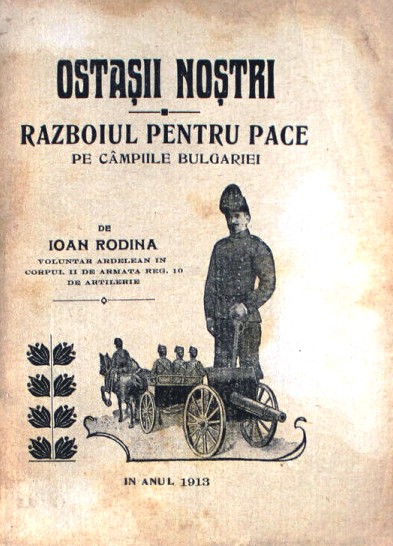 OSTAȘII NOȘTRI
RAZBOIUL PENTRU PACE
PE CÂMPIILE BULGARIEI
DE
IOAN RODINA
VOLUNTAR ARDELEAN IN
CORPUL II DE ARMATA REG. 10
DE ARTILERIE
IN ANUL 1913